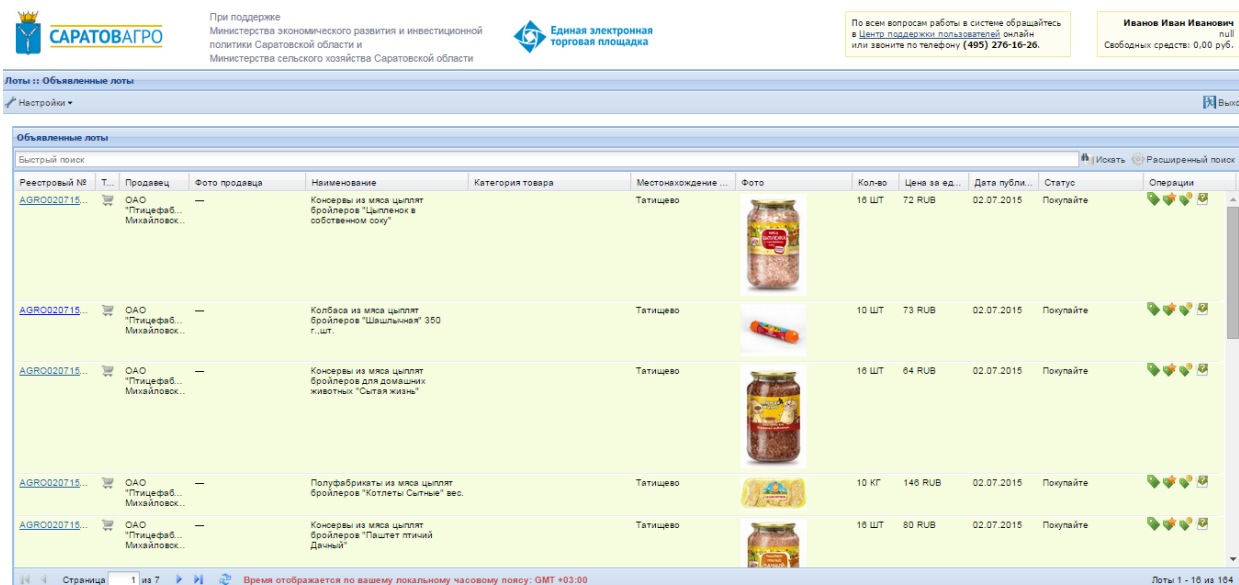 САРАТОВАГРО
При поддержке
Министерства экономического развития и инвестиционной
политики Саратовской области и
Министерства сельского хозяйства Саратовской области
Единая электронная
торговая площадка
По всем вопросам работы в системе обращайтесь
в Центр поддержки пользователей онлайн
или звоните по телефону (495) 276-16-26.
Иванов Иван Иванович
null
Свободных средств: 0,00 руб.
Лоты :: Объявленные лоты
Настройки
Выхо
Объявленные лоты
Быстрый поиск
Искать Расширенный поиск
Реестровый № Т... Продавец Фото продавца Наименование Категория товара Местонахождение ... Фото Кол-во Цена за ед... Дата публи... Статус Операции
AGRO020715... ОАО — Консервы из мяса цыплят Татищево 16 ШТ 72 RUB 02.07.2015 Покупайте
"Птицефаб... бройлеров "Цыпленок в
Михайловск... собственном соку"
AGRO020715... ОАО — Колбаса из мяса цыплят Татищево 10 ШТ 73 RUB 02.07.2015 Покупайте
"Птицефаб... бройлеров "Шашлычная" 350
Михайловск... г.,шт.
AGRO020715... ОАО — Консервы из мяса цыплят Татищево 16 ШТ 64 RUB 02.07.2015 Покупайте
"Птицефаб... бройлеров для домашних
Михайловск... животных "Сытая жизнь"
AGRO020715... ОАО — Полуфабрикаты из мяса цыплят Татищево 10 КГ 146 RUB 02.07.2015 Покупайте
"Птицефаб... бройлеров "Котлеты Сытные" вес.
Михайловск...
AGRO020715... ОАО — Консервы из мяса цыплят Татищево 16 ШТ 80 RUB 02.07.2015 Покупайте
"Птицефаб... бройлеров "Паштет птичий
Михайловск... Дачный"
Страница 1 из 7 Время отображается по вашему локальному часовому поясу: GMT +03:00 Лоты 1 - 16 из 164